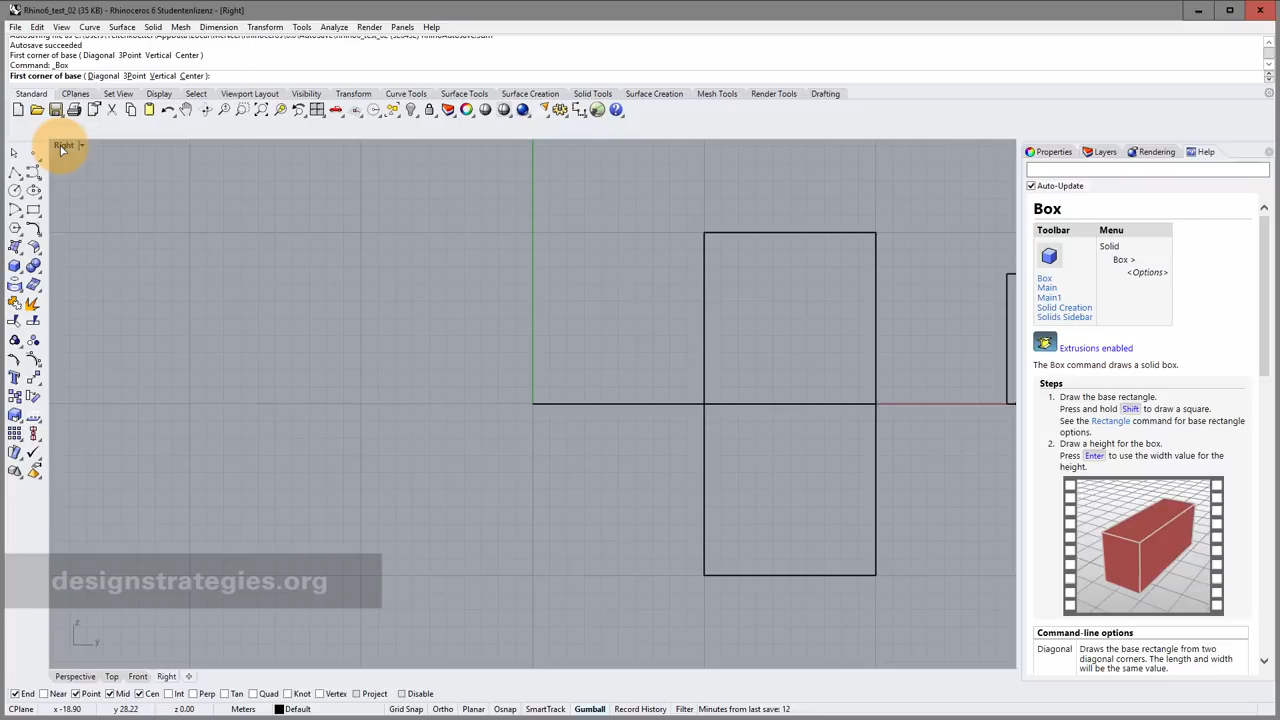 Rhino6_test_02 (35 KB) - Rhinoceros 6 Studentenlizenz - [Right]
File Edit View Curve Surface Solid Mesh Dimension Transform Tools Analyze Render Panels Help
Autosave succeeded
First corner of base ( Diagonal 3Point Vertical Center )
Command: _Box
First corner of base ( Diagonal 3Point Vertical Center ):
Standard CPlanes Set View Display Select Viewport Layout Visibility Transform Curve Tools Surface Tools Surface Creation Solid Tools Surface Creation Mesh Tools Render Tools Drafting
Right
Properties Layers Rendering Help
Auto-Update
Box
Toolbar Menu
Solid
Box >
<Options>
Box
Main
Main1
Solid Creation
Solids Sidebar
Extrusions enabled
The Box command draws a solid box.
Steps
1. Draw the base rectangle.
Press and hold Shift to draw a square.
See the Rectangle command for base rectangle
options.
2. Draw a height for the box.
Press Enter to use the width value for the
height.
designstrategies.org
z
y
Command-line options
Diagonal Draws the base rectangle from two
diagonal corners. The length and width
will be the same value.
Perspective Top Front Right
End Near Point Mid Cen Int Perp Tan Quad Knot Vertex Project Disable
CPlane x -18.90 y 28.22 z 0.00 Meters Default Grid Snap Ortho Planar Osnap SmartTrack Gumball Record History Filter Minutes from last save: 12